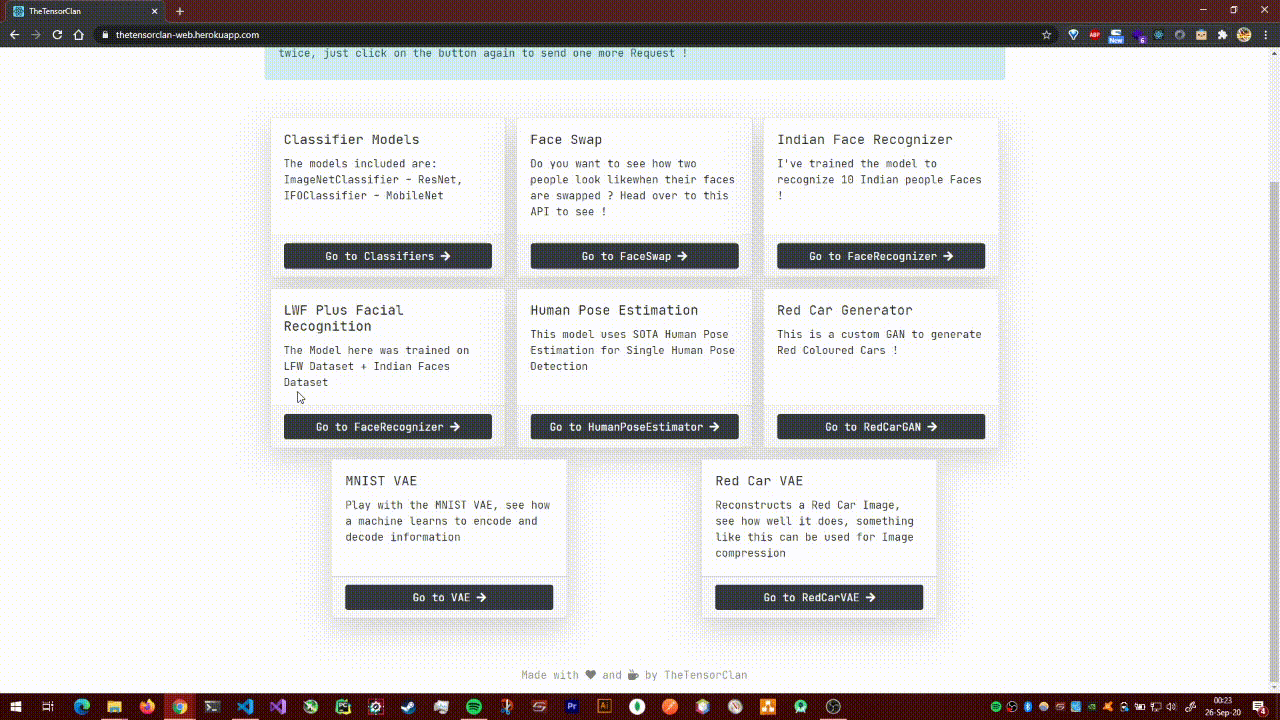 TheTensorClan
thetensorclan-web.herokuapp.com
ABP
New
6
twice, just click on the button again to send one more Request !
Classifier Models
The models included are:
ImageNetClassifier - ResNet,
IFOClassifier - MobileNet
Go to Classifiers →
Face Swap
Do you want to see how two
people look likewhen their faces
are swapped ? Head over to this
API to see !
Go to FaceSwap →
Indian Face Recognizer
I've trained the model to
recognize 10 Indian people Faces
!
Go to FaceRecognizer →
LWF Plus Facial
Recognition
The Model here was trained on
LFW Dataset + Indian Faces
Dataset
Go to FaceRecognizer →
Human Pose Estimation
This model uses SOTA Human Pose
Estimation for Single Human Pose
Detection
Go to HumanPoseEstimator →
Red Car Generator
This is a custom GAN to generate
Red Coloured Cars !
Go to RedCarGAN →
MNIST VAE
Play with the MNIST VAE, see how
a machine learns to encode and
decode information
Go to VAE →
Red Car VAE
Reconstructs a Red Car Image,
see how well it does, something
like this can be used for Image
compression
Go to RedCarVAE →
Made with ♥ and ☕ by TheTensorClan
PC
Pr
Ai
00:23
26-Sep-20